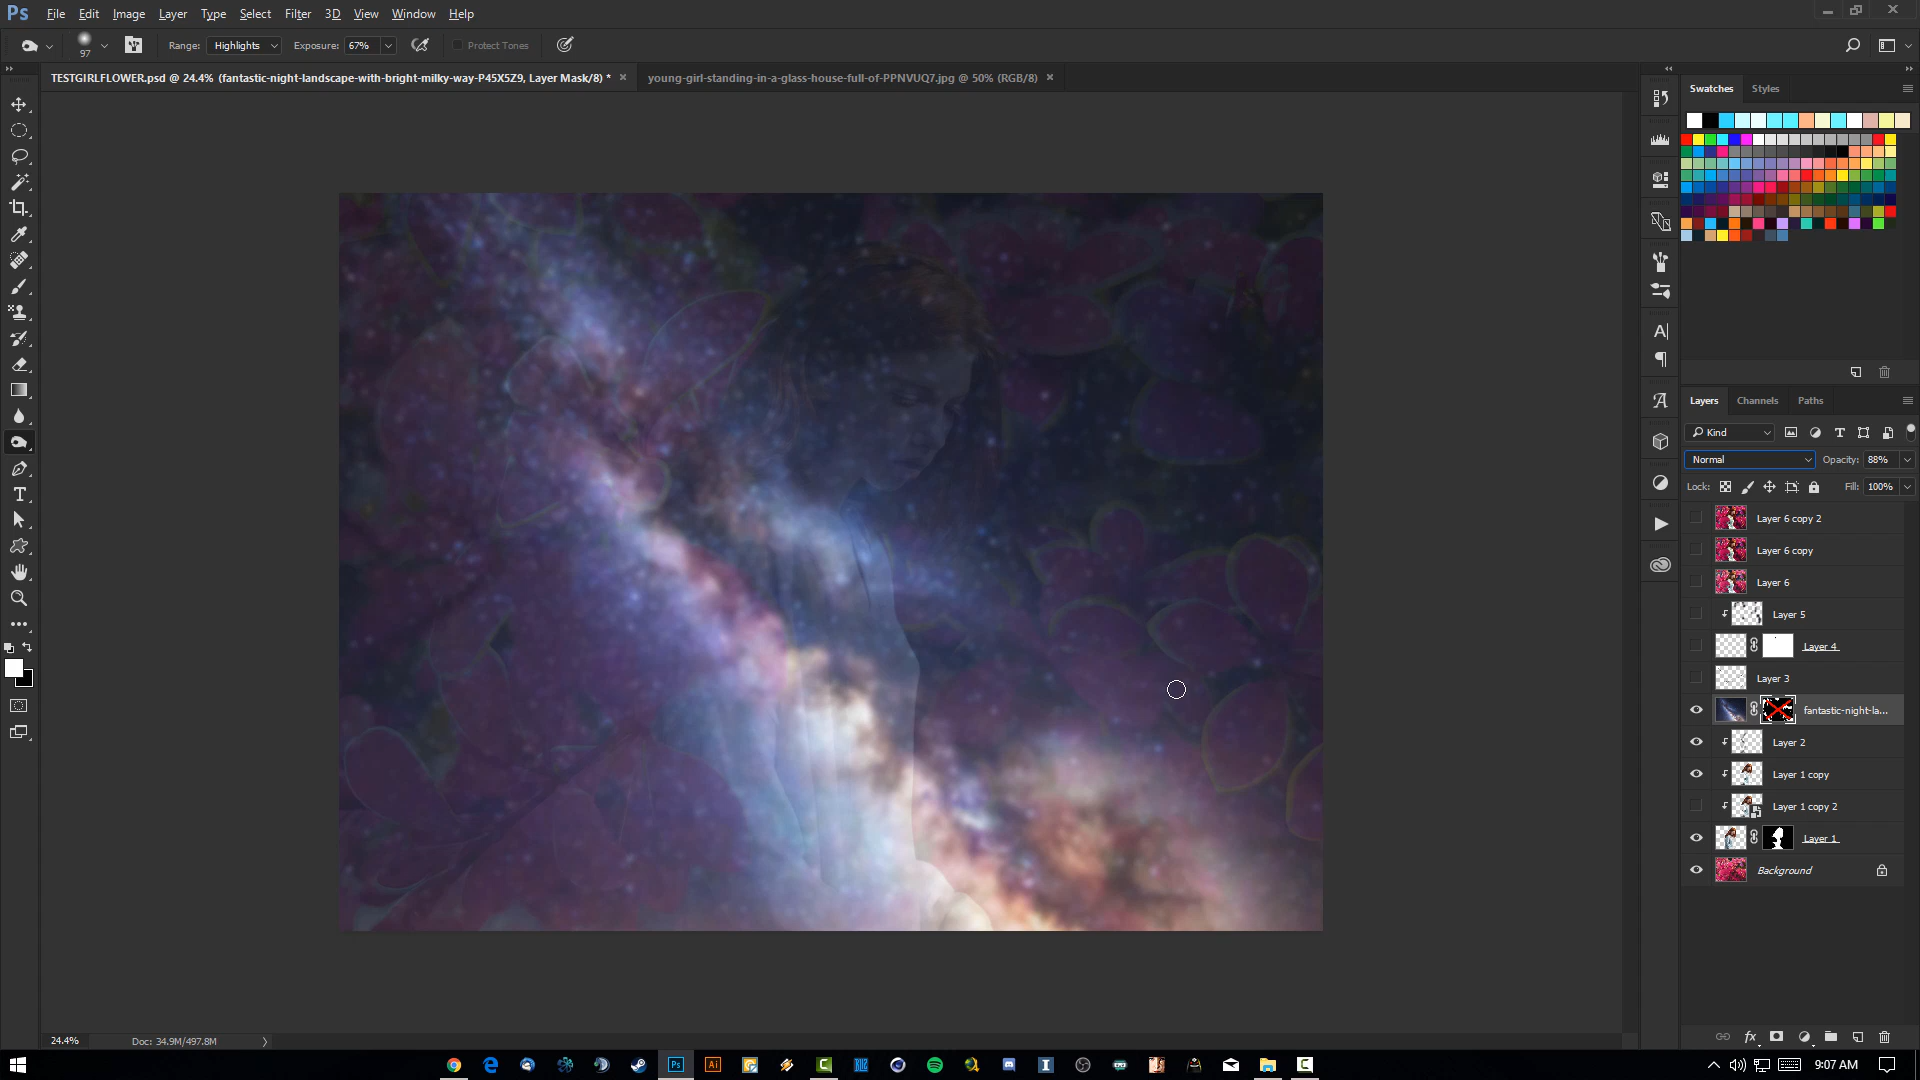 Ps File Edit Image Layer Type Select Filter 3D View Window Help
97 Range: Highlights Exposure: 67% Protect Tones
TESTGIRLFLOWER.psd @ 24.4% (fantastic-night-landscape-with-bright-milky-way-P45X5Z9, Layer Mask/8) * × young-girl-standing-in-a-glass-house-full-of-PPNVUQ7.jpg @ 50% (RGB/8) ×
Swatches Styles
Layers Channels Paths
Kind
Normal Opacity: 88%
Lock: Fill: 100%
Layer 6 copy 2
Layer 6 copy
Layer 6
Layer 5
Layer 4
Layer 3
fantastic-night-la...
Layer 2
Layer 1 copy
Layer 1 copy 2
Layer 1
Background
fx
24.4% Doc: 34.9M/497.8M
Ps Ai 9:07 AM